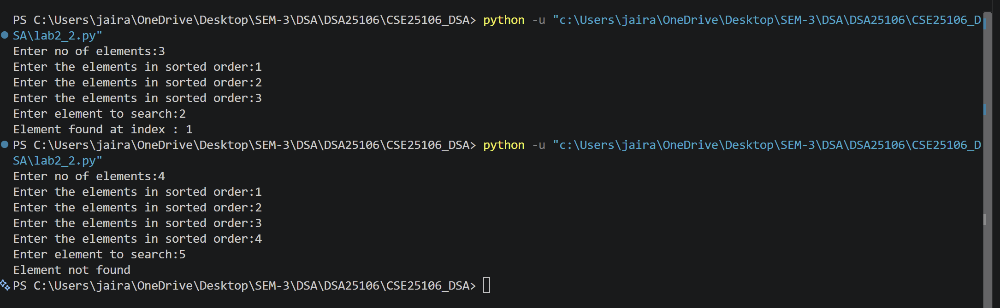 PS C:\Users\jaira\OneDrive\Desktop\SEM-3\DSA\DSA25106\CSE25106_DSA> python -u "c:\Users\jaira\OneDrive\Desktop\SEM-3\DSA\DSA25106\CSE25106_D
SA\lab2_2.py"
Enter no of elements:3
Enter the elements in sorted order:1
Enter the elements in sorted order:2
Enter the elements in sorted order:3
Enter element to search:2
Element found at index : 1
PS C:\Users\jaira\OneDrive\Desktop\SEM-3\DSA\DSA25106\CSE25106_DSA> python -u "c:\Users\jaira\OneDrive\Desktop\SEM-3\DSA\DSA25106\CSE25106_D
SA\lab2_2.py"
Enter no of elements:4
Enter the elements in sorted order:1
Enter the elements in sorted order:2
Enter the elements in sorted order:3
Enter the elements in sorted order:4
Enter element to search:5
Element not found
PS C:\Users\jaira\OneDrive\Desktop\SEM-3\DSA\DSA25106\CSE25106_DSA>